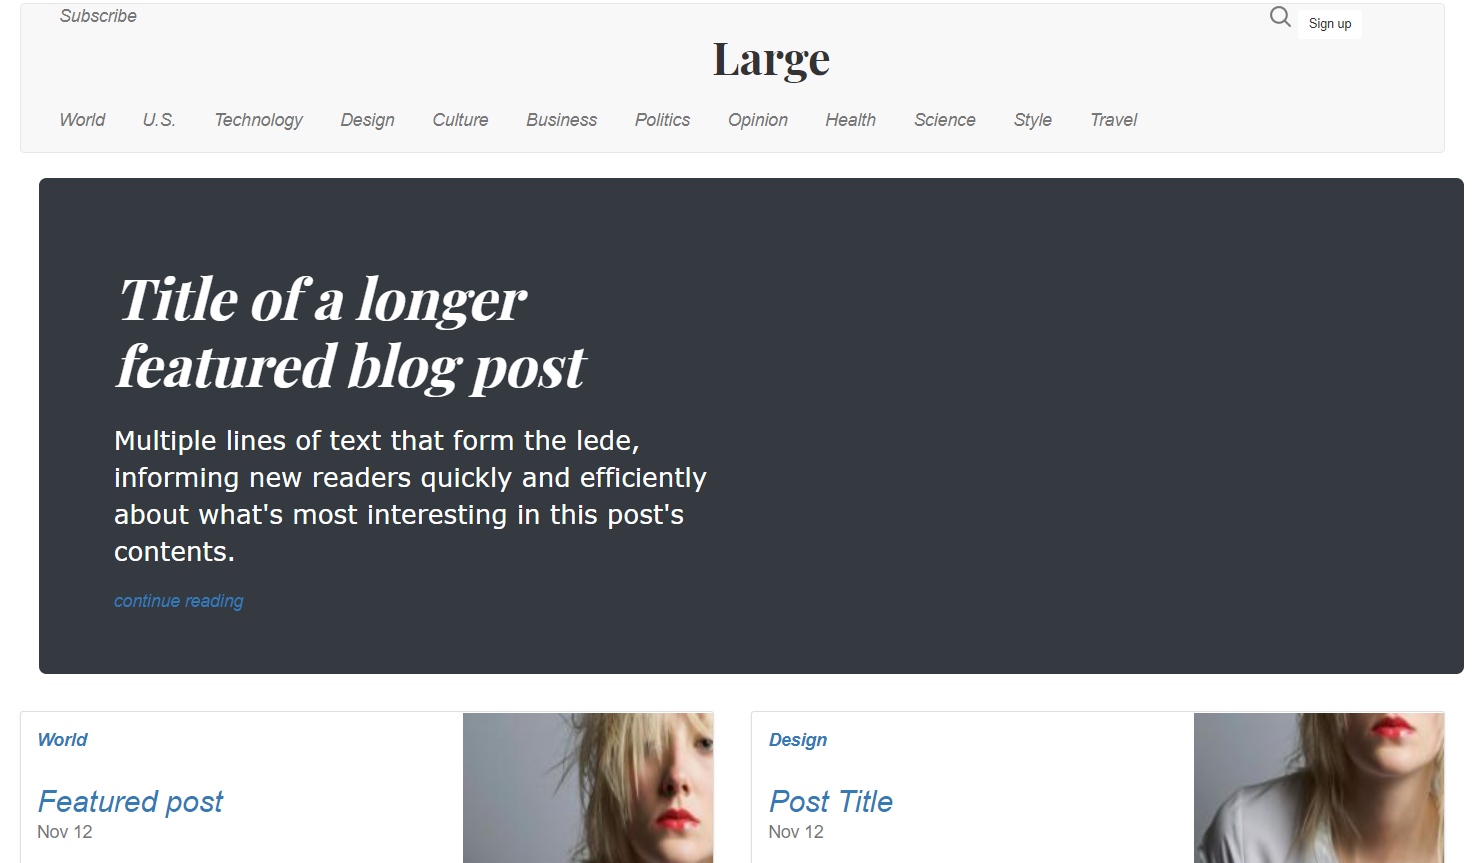 Subscribe
Sign up
Large
World U.S. Technology Design Culture Business Politics Opinion Health Science Style Travel
Title of a longer
featured blog post
Multiple lines of text that form the lede,
informing new readers quickly and efficiently
about what's most interesting in this post's
contents.
continue reading
World
Featured post
Nov 12
Design
Post Title
Nov 12